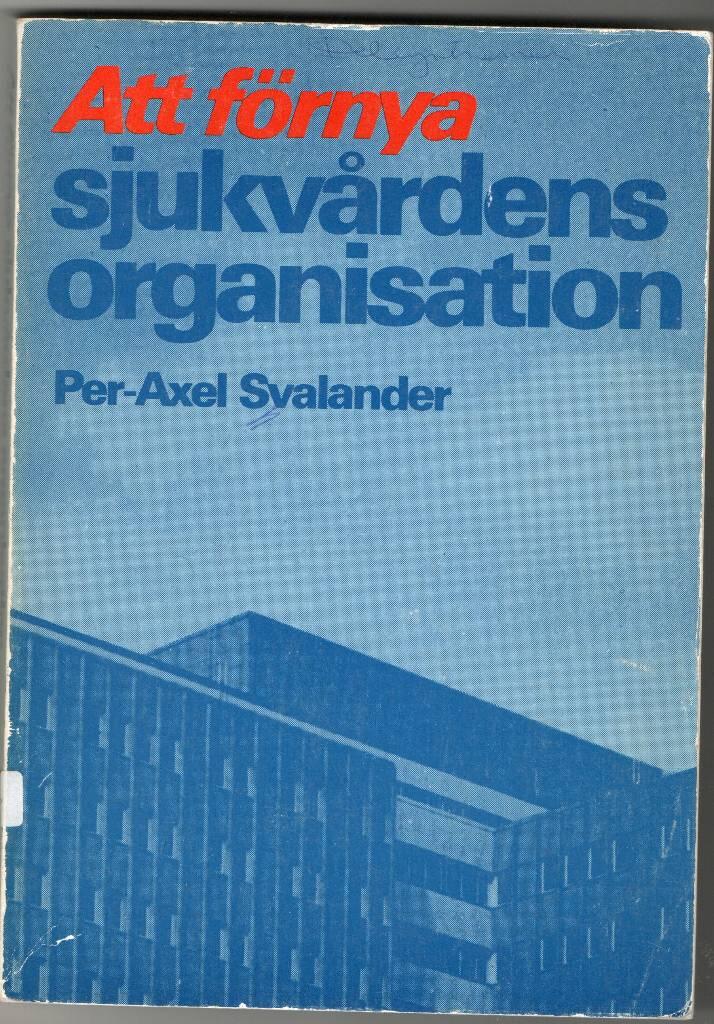 Att förnya
sjukvårdens
organisation
Per-Axel Svalander